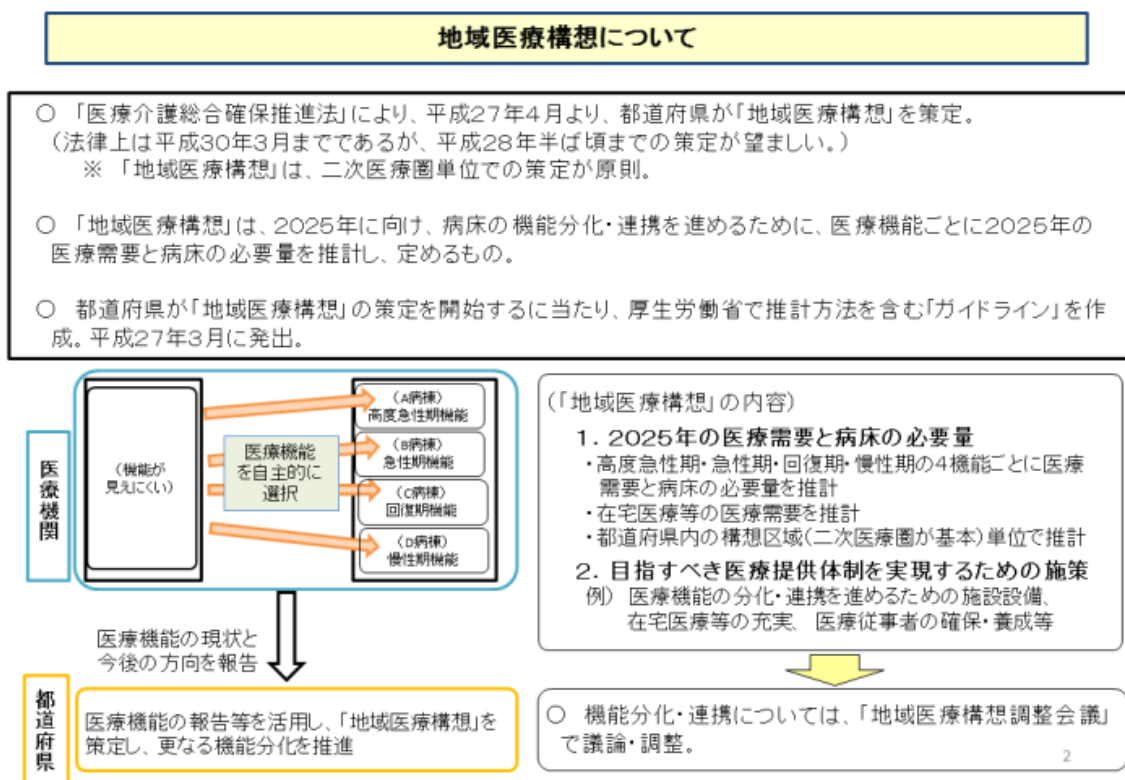 地域医療構想について
○ 「医療介護総合確保推進法」により、平成27年4月より、都道府県が「地域医療構想」を策定。
（法律上は平成30年3月までであるが、平成28年半ば頃までの策定が望ましい。）
※ 「地域医療構想」は、二次医療圏単位での策定が原則。
○ 「地域医療構想」は、2025年に向け、病床の機能分化・連携を進めるために、医療機能ごとに2025年の
医療需要と病床の必要量を推計し、定めるもの。
○ 都道府県が「地域医療構想」の策定を開始するに当たり、厚生労働省で推計方法を含む「ガイドライン」を作
成。平成27年3月に発出。
医療機関
（機能が
見えにくい）
医療機能
を自主的に
選択
（A病棟）
高度急性期機能
（B病棟）
急性期機能
（C病棟）
回復期機能
（D病棟）
慢性期機能
医療機能の現状と
今後の方向を報告
都道府県
医療機能の報告等を活用し、「地域医療構想」を
策定し、更なる機能分化を推進
（「地域医療構想」の内容）
1．2025年の医療需要と病床の必要量
・高度急性期・急性期・回復期・慢性期の4機能ごとに医療
需要と病床の必要量を推計
・在宅医療等の医療需要を推計
・都道府県内の構想区域（二次医療圏が基本）単位で推計
2．目指すべき医療提供体制を実現するための施策
例） 医療機能の分化・連携を進めるための施設設備、
在宅医療等の充実、医療従事者の確保・養成等
○ 機能分化・連携については、「地域医療構想調整会議」
で議論・調整。
2